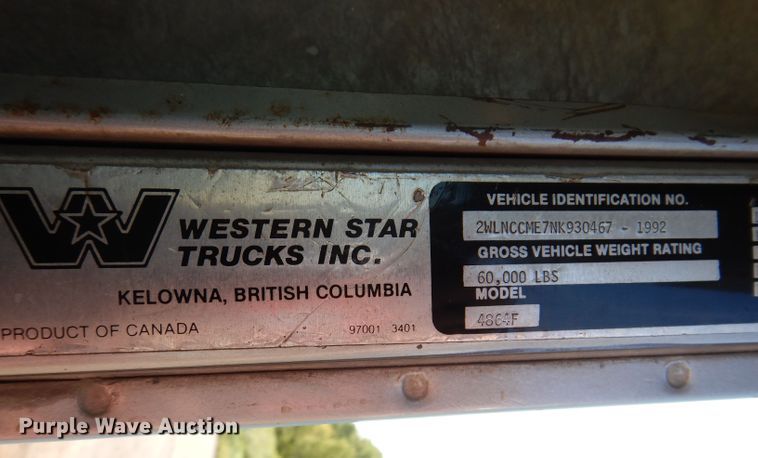 W
WESTERN STAR
TRUCKS INC.
KELOWNA, BRITISH COLUMBIA
PRODUCT OF CANADA
97001 3401
VEHICLE IDENTIFICATION NO.
2WLNCCME7NK930467 - 1992
GROSS VEHICLE WEIGHT RATING
60,000 LBS
MODEL
4864F
Purple Wave Auction